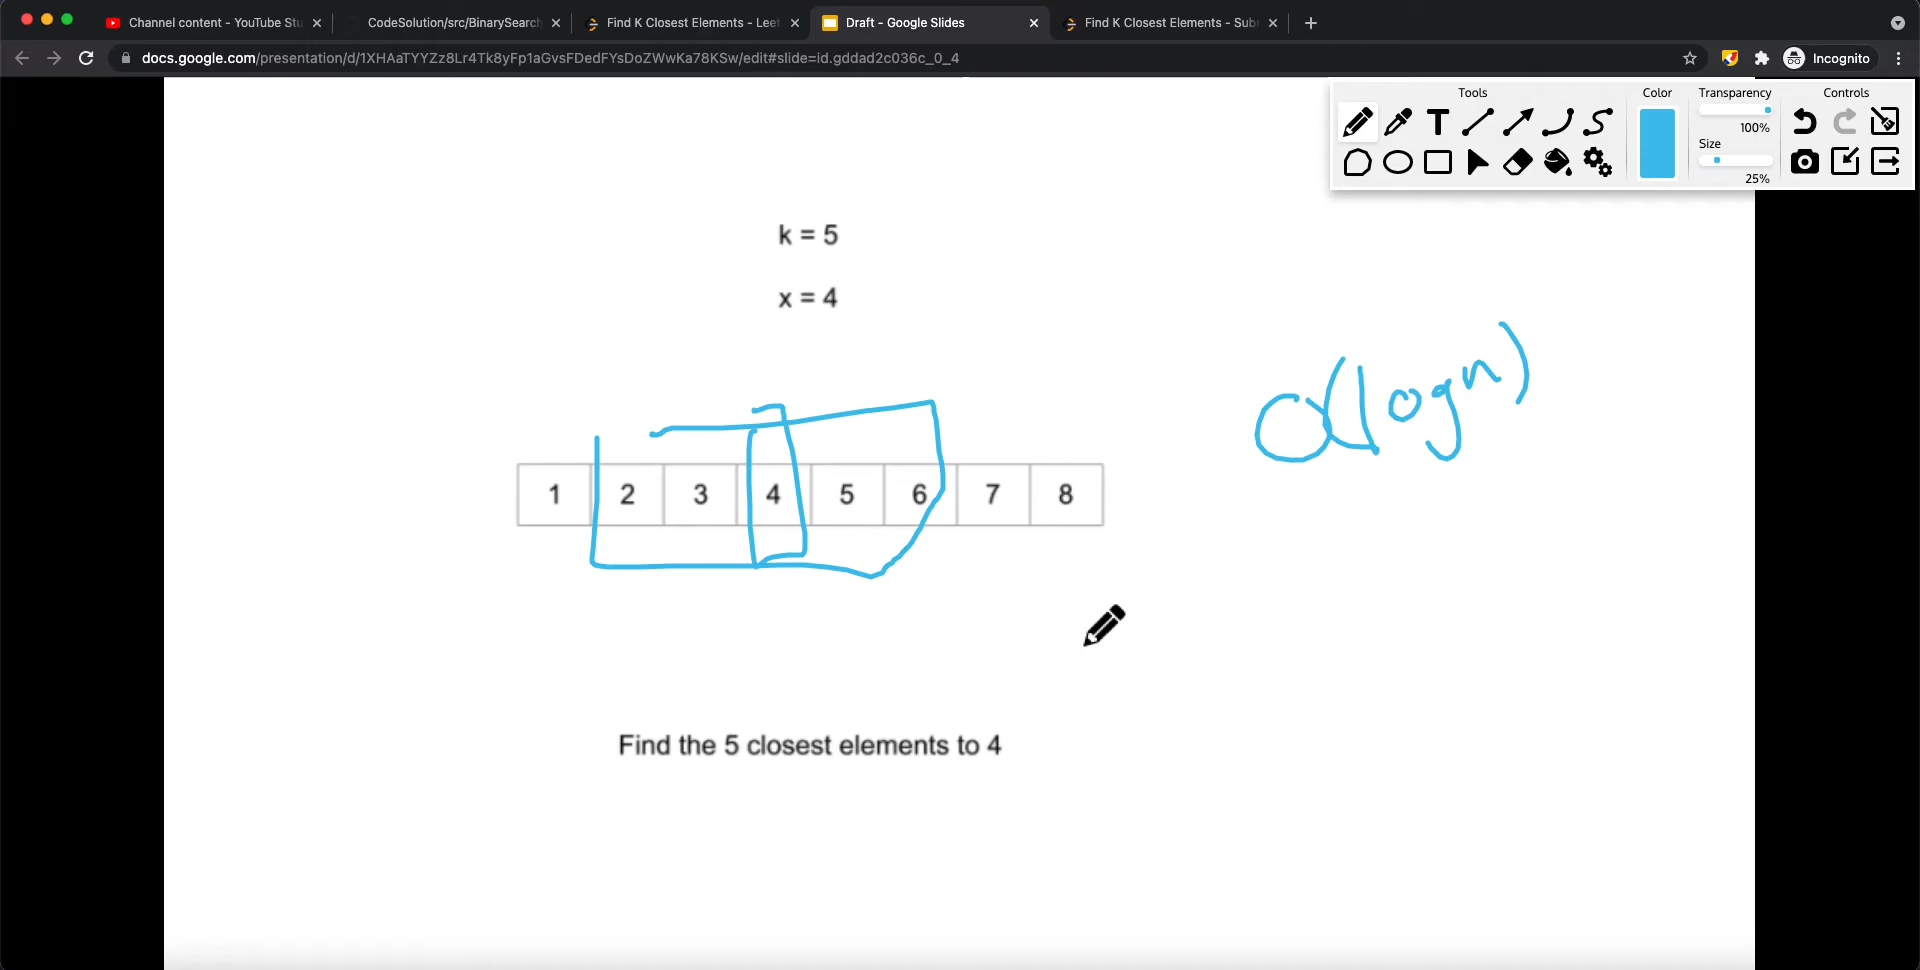 Channel content - YouTube Stu
CodeSolution/src/BinarySearch
Find K Closest Elements - Leet
Draft - Google Slides
Find K Closest Elements - Sub
docs.google.com/presentation/d/1XHAaTYYZz8Lr4Tk8yFp1aGvsFDedFYsDoZWwKa78KSw/edit#slide=id.gddad2c036c_0_4
Incognito
Tools
Color
Transparency
Controls
100%
Size
25%
k = 5
x = 4
O(logn)
1 2 3 4 5 6 7 8
Find the 5 closest elements to 4